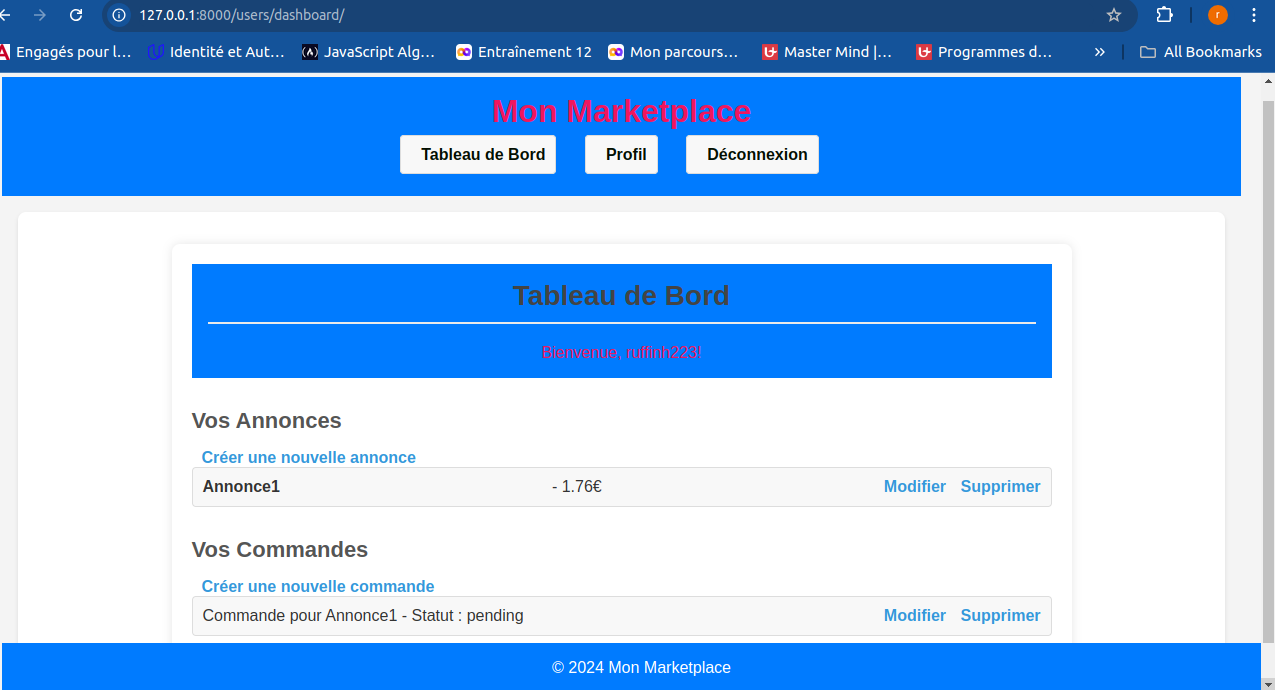 127.0.0.1:8000/users/dashboard/
r
Engagés pour l... Identité et Aut... JavaScript Alg... Entraînement 12 Mon parcours... Master Mind |... Programmes d... » All Bookmarks
Mon Marketplace
Tableau de Bord Profil Déconnexion
Tableau de Bord
Bienvenue, ruffinh223!
Vos Annonces
Créer une nouvelle annonce
Annonce1 - 1.76€ Modifier Supprimer
Vos Commandes
Créer une nouvelle commande
Commande pour Annonce1 - Statut : pending Modifier Supprimer
© 2024 Mon Marketplace